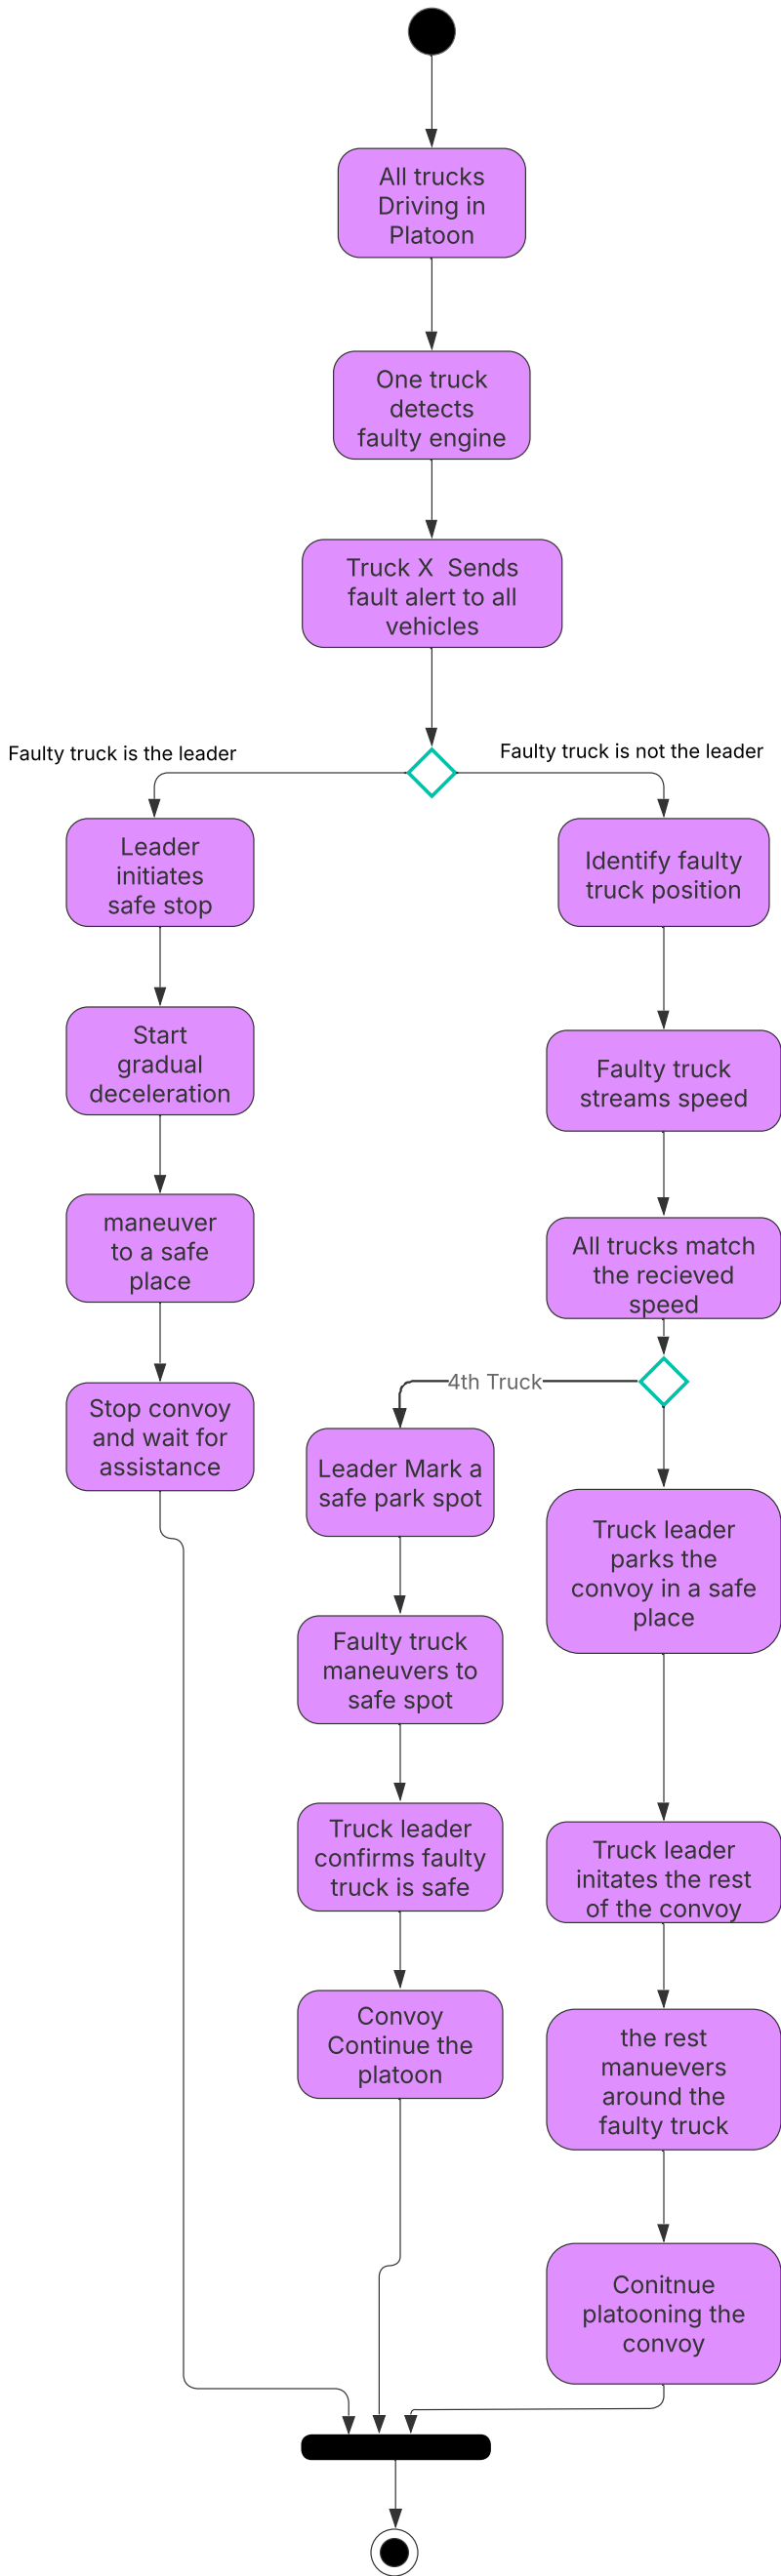 All trucks
Driving in
Platoon
One truck
detects
faulty engine
Truck X  Sends
fault alert to all
vehicles
Faulty truck is the leader
Faulty truck is not the leader
Leader
initiates
safe stop
Start
gradual
deceleration
maneuver
to a safe
place
Stop convoy
and wait for
assistance
Identify faulty
truck position
Faulty truck
streams speed
All trucks match
the recieved
speed
4th Truck
Leader Mark a
safe park spot
Faulty truck
maneuvers to
safe spot
Truck leader
confirms faulty
truck is safe
Convoy
Continue the
platoon
Truck leader
parks the
convoy in a safe
place
Truck leader
initates the rest
of the convoy
the rest
manuevers
around the
faulty truck
Conitnue
platooning the
convoy